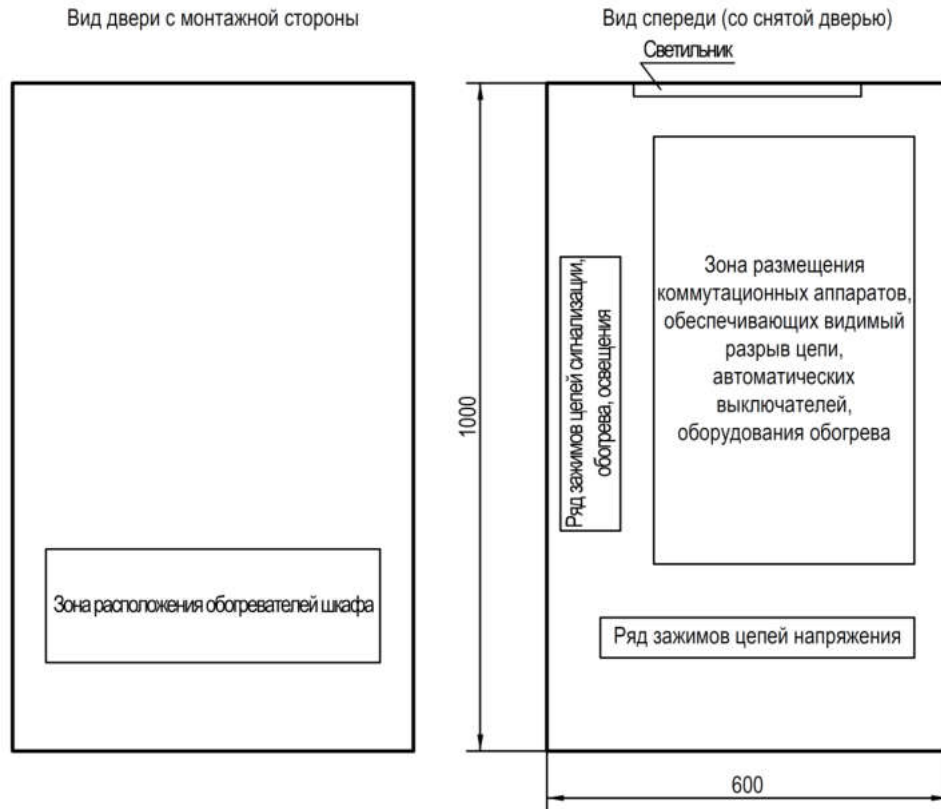 Вид двери с монтажной стороны
Зона расположения обогревателей шкафа
Вид спереди (со снятой дверью)
Светильник
1000
Ряд зажимов цепей сигнализации,
обогрева, освещения
Зона размещения
коммутационных аппаратов,
обеспечивающих видимый
разрыв цепи,
автоматических
выключателей,
оборудования обогрева
Ряд зажимов цепей напряжения
600